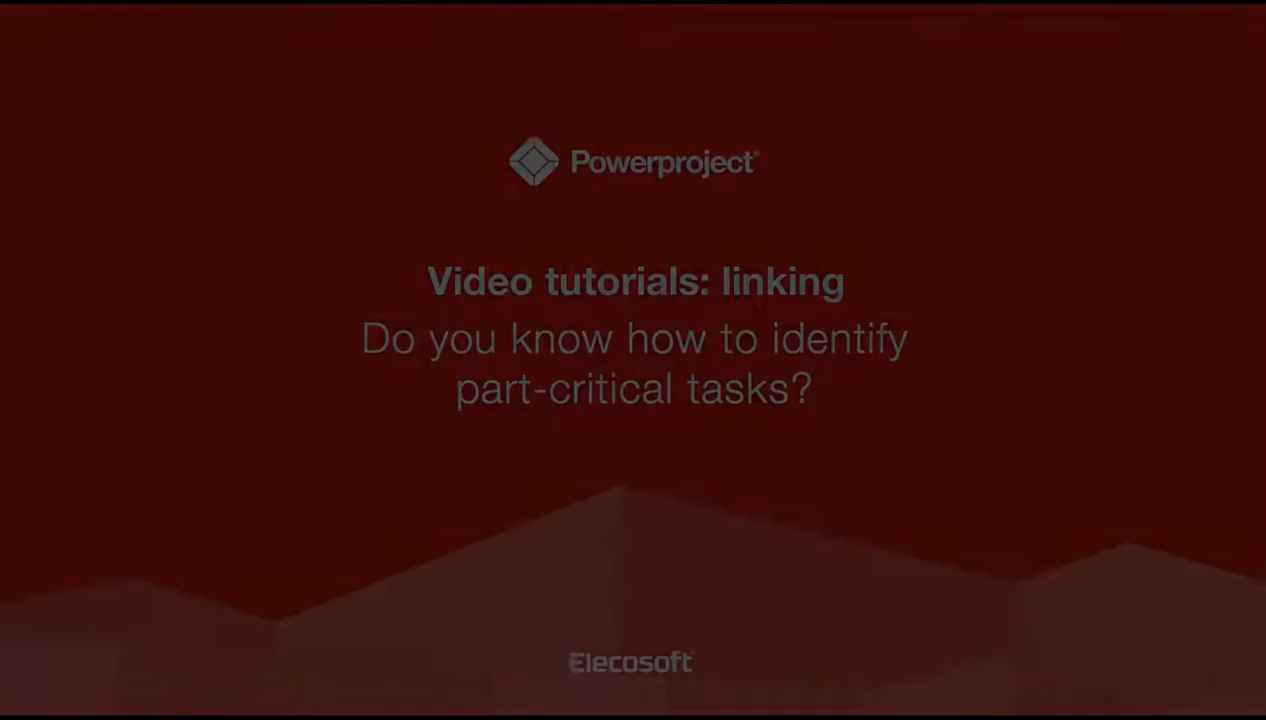 Powerproject®
Video tutorials: linking
Do you know how to identify
part-critical tasks?
Elecosoft